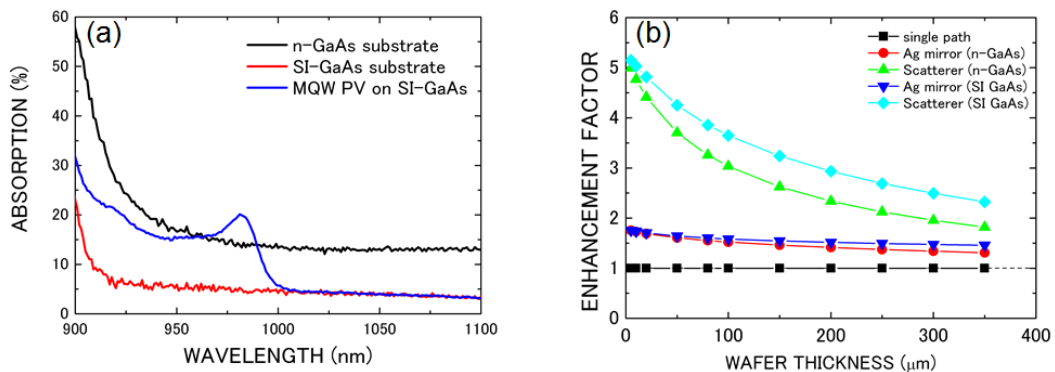 (a)
n-GaAs substrate
SI-GaAs substrate
MQW PV on SI-GaAs
ABSORPTION (%)
60
50
40
30
20
10
0
900 950 1000 1050 1100
WAVELENGTH (nm)
(b)
single path
Ag mirror (n-GaAs)
Scatterer (n-GaAs)
Ag mirror (SI GaAs)
Scatterer (SI GaAs)
ENHANCEMENT FACTOR
6
5
4
3
2
1
0
0 100 200 300 400
WAFER THICKNESS (μm)